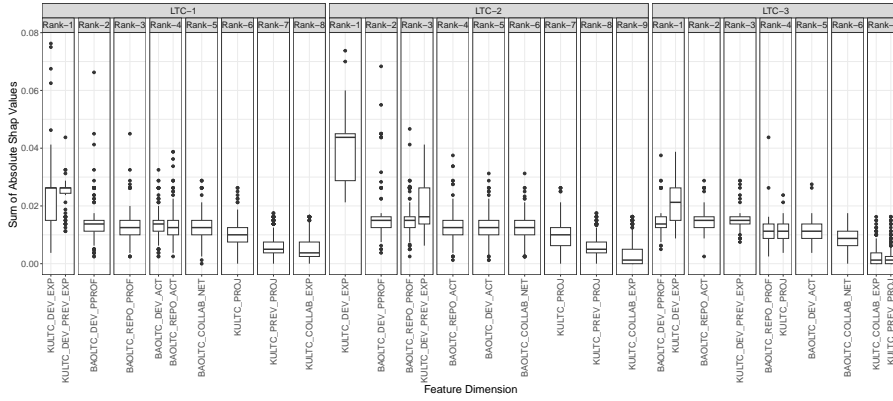 LTC−1 LTC−2 LTC−3
Rank−1 Rank−2 Rank−3 Rank−4 Rank−5 Rank−6 Rank−7 Rank−8 Rank−1 Rank−2 Rank−3 Rank−4 Rank−5 Rank−6 Rank−7 Rank−8 Rank−9 Rank−1 Rank−2 Rank−3 Rank−4 Rank−5 Rank−6
0.08
0.06
0.04
0.02
0.00
Sum of Absolute Shap Values
KULTC_DEV_EXP
KULTC_DEV_PREV_EXP
BAOLTC_DEV_PPROF
BAOLTC_REPO_PROF
BAOLTC_DEV_ACT
BAOLTC_REPO_ACT
BAOLTC_COLLAB_NET
KULTC_PROJ
KULTC_PREV_PROJ
KULTC_COLLAB_EXP
KULTC_DEV_EXP
BAOLTC_DEV_PPROF
BAOLTC_REPO_PROF
KULTC_DEV_PREV_EXP
BAOLTC_REPO_ACT
BAOLTC_DEV_ACT
BAOLTC_COLLAB_NET
KULTC_PROJ
KULTC_PREV_PROJ
KULTC_COLLAB_EXP
BAOLTC_DEV_PPROF
KULTC_DEV_EXP
BAOLTC_REPO_ACT
KULTC_DEV_PREV_EXP
BAOLTC_REPO_PROF
KULTC_PROJ
BAOLTC_DEV_ACT
BAOLTC_COLLAB_NET
KULTC_COLLAB_EXP
KULTC_PREV_PROJ
Feature Dimension